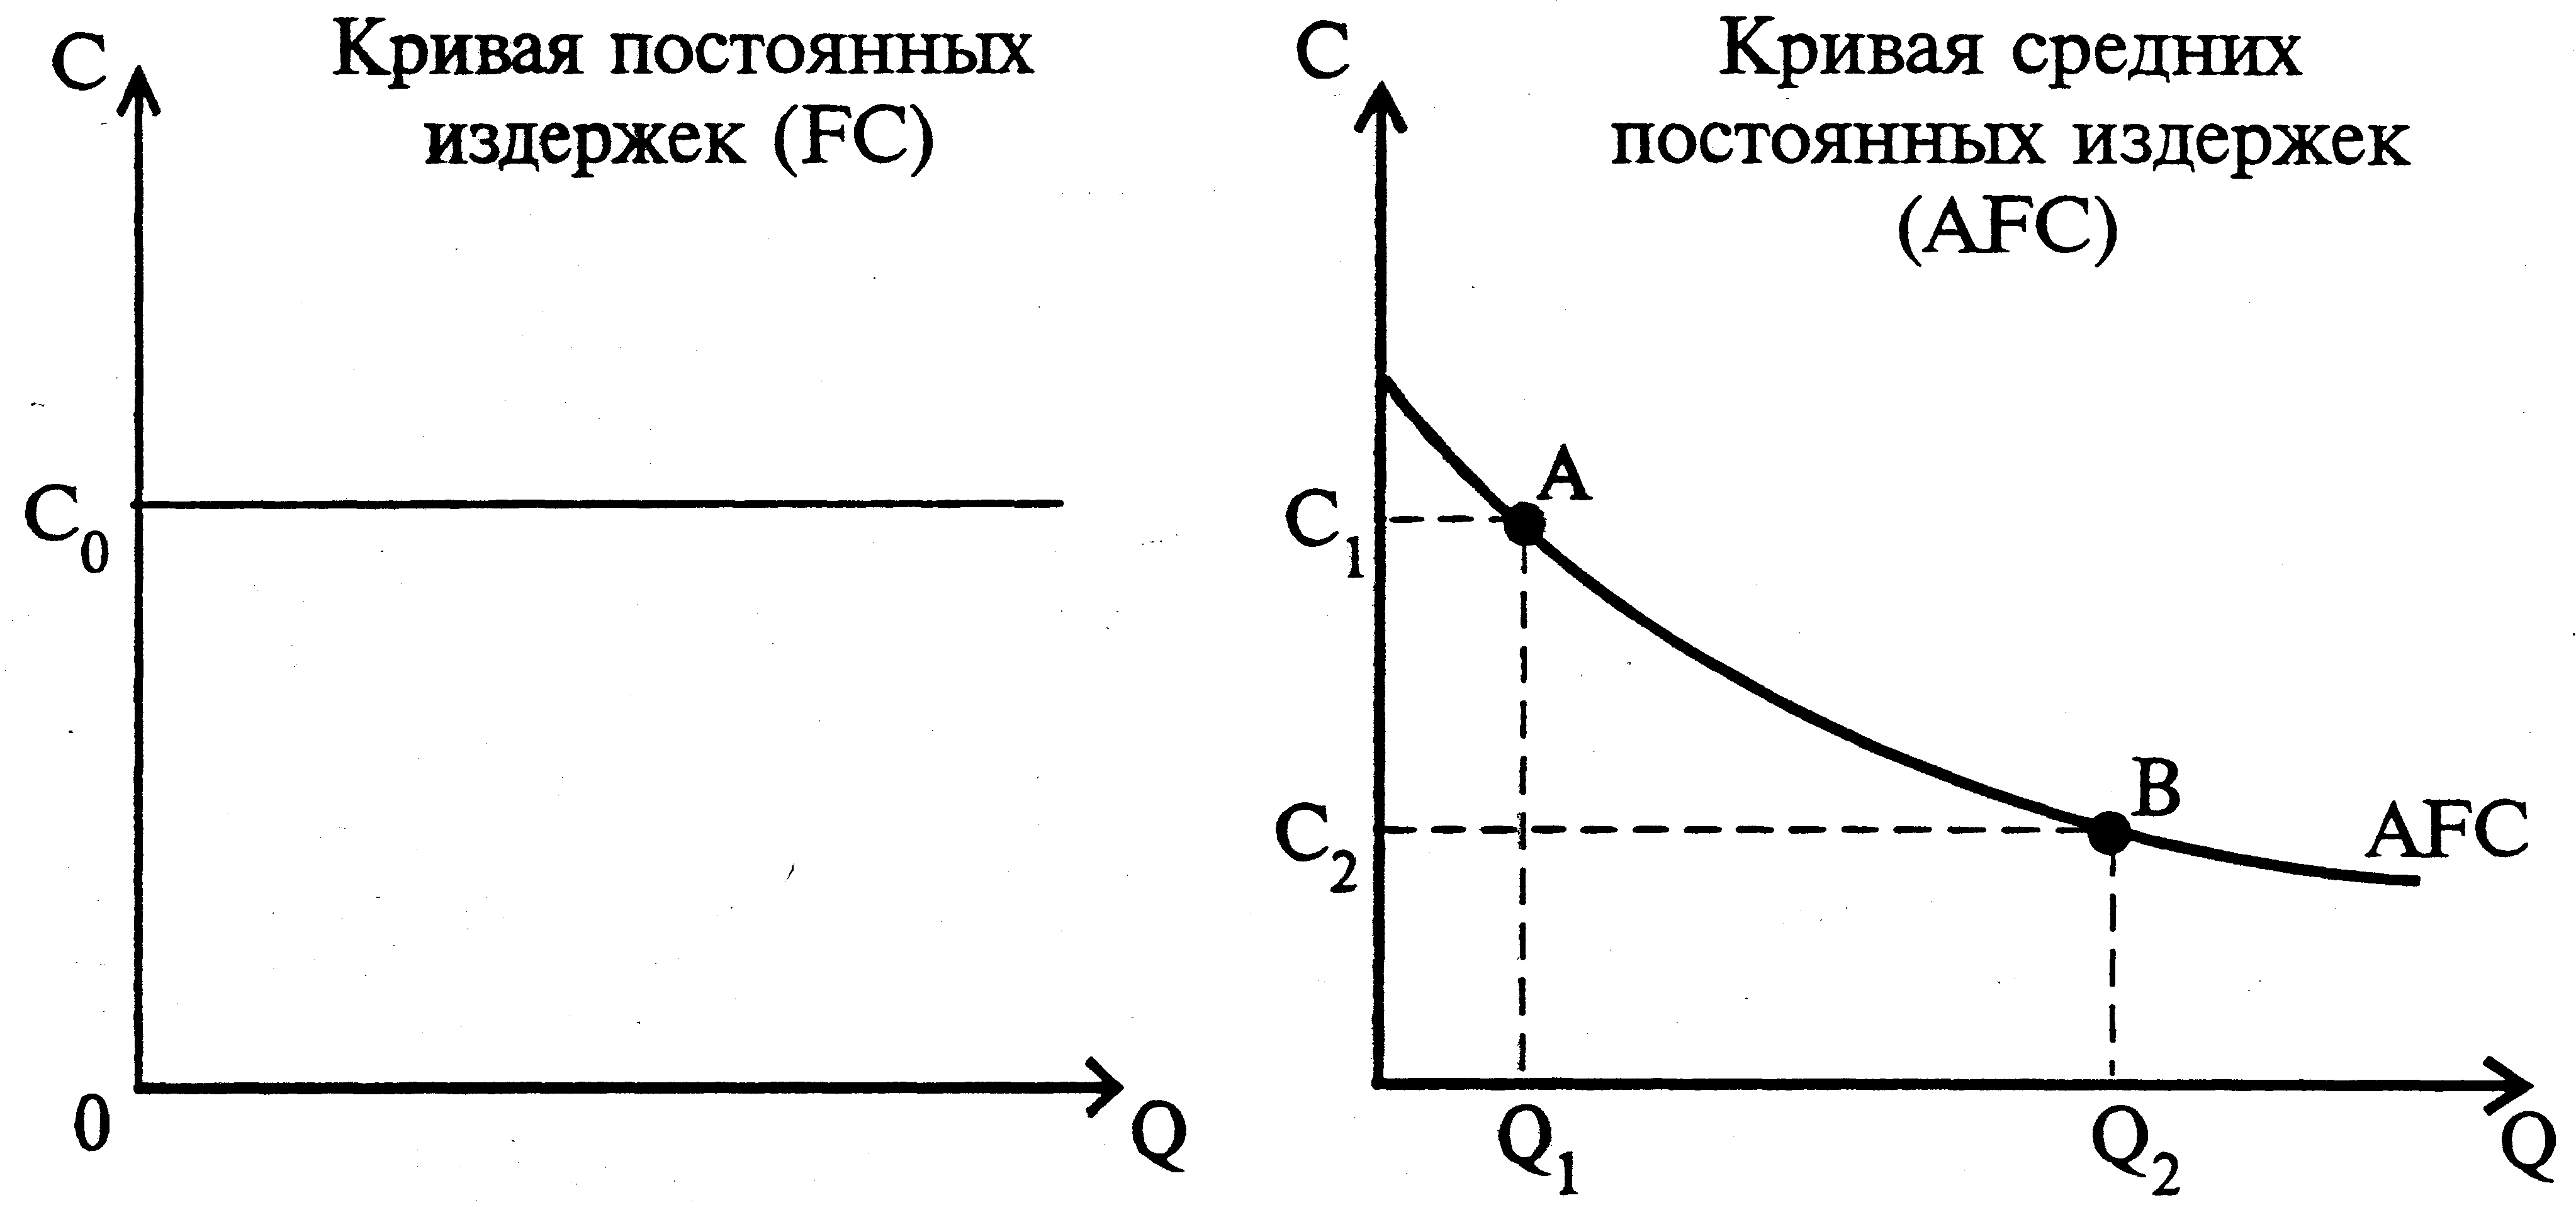 C
Кривая постоянных
издержек (FC)
C₀
0
Q
C
Кривая средних
постоянных издержек
(AFC)
A
C₁
B
C₂
AFC
Q₁
Q₂
Q